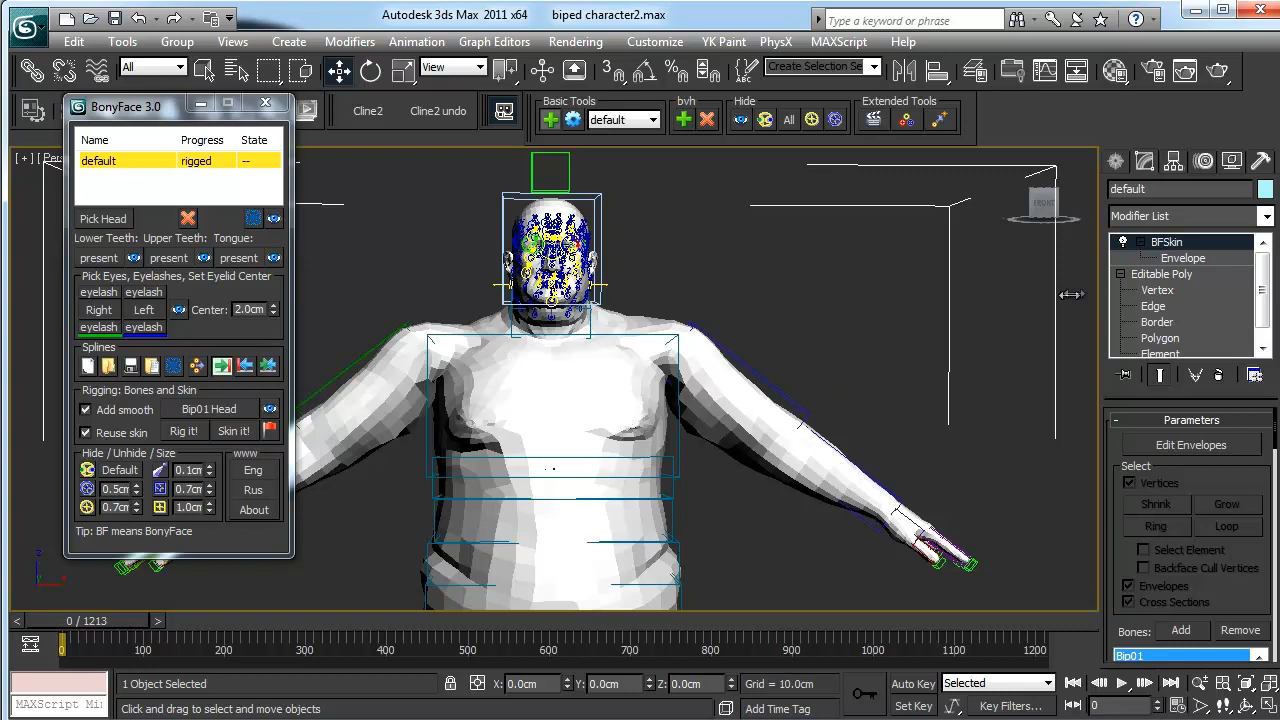 Autodesk 3ds Max 2011 x64 biped character2.max
Type a keyword or phrase
Edit Tools Group Views Create Modifiers Animation Graph Editors Rendering Customize YK Paint PhysX MAXScript Help
All View Create Selection Se
BonyFace 3.0
Cline2 Cline2 undo
Basic Tools bvh Hide Extended Tools
default All
Name Progress State
default rigged --
Pick Head
Lower Teeth: Upper Teeth: Tongue:
present present present
Pick Eyes, Eyelashes, Set Eyelid Center
eyelash eyelash
Right Left Center: 2.0cm
eyelash eyelash
Splines
Rigging: Bones and Skin
Add smooth Bip01 Head
Reuse skin Rig it! Skin it!
Hide / Unhide / Size www
Default 0.1cm Eng
0.5cm 0.7cm Rus
0.7cm 1.0cm About
Tip: BF means BonyFace
[ + ] [ Pers
FRONT
default
Modifier List
BFSkin
Envelope
Editable Poly
Vertex
Edge
Border
Polygon
Element
Parameters
Edit Envelopes
Select
Vertices
Shrink Grow
Ring Loop
Select Element
Backface Cull Vertices
Envelopes
Cross Sections
Bones: Add Remove
Bip01
< 0 / 1213 >
0 100 200 300 400 500 600 700 800 900 1000 1100 1200
1 Object Selected X: 0.0cm Y: 0.0cm Z: 0.0cm Grid = 10.0cm Auto Key Selected
MAXScript Mi Click and drag to select and move objects Add Time Tag Set Key Key Filters... 0